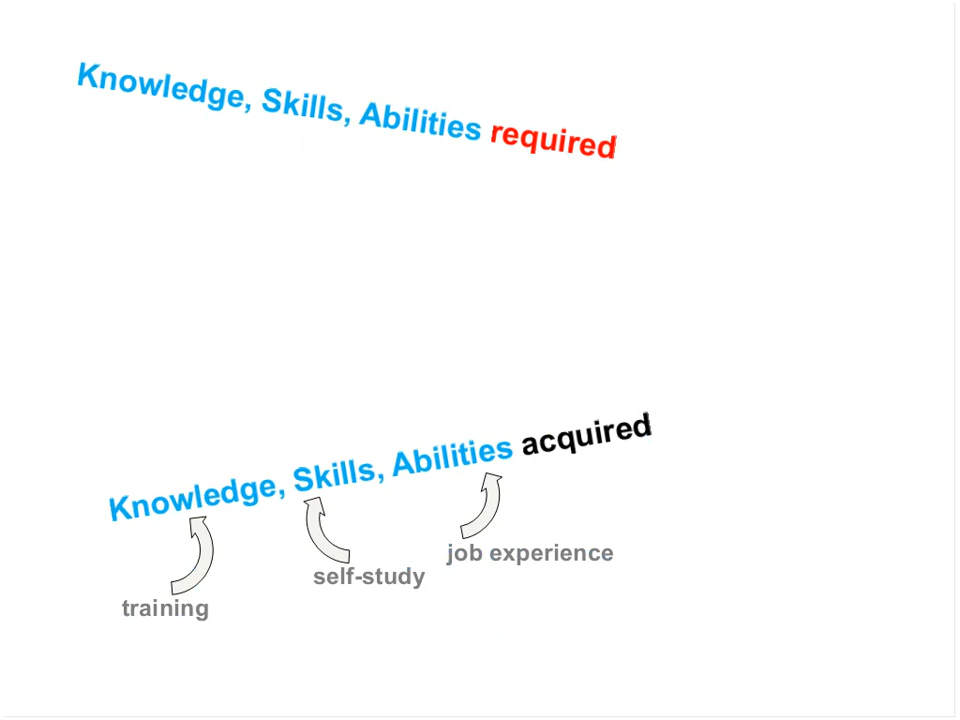 Knowledge, Skills, Abilities required
Knowledge, Skills, Abilities acquired
job experience
self-study
training